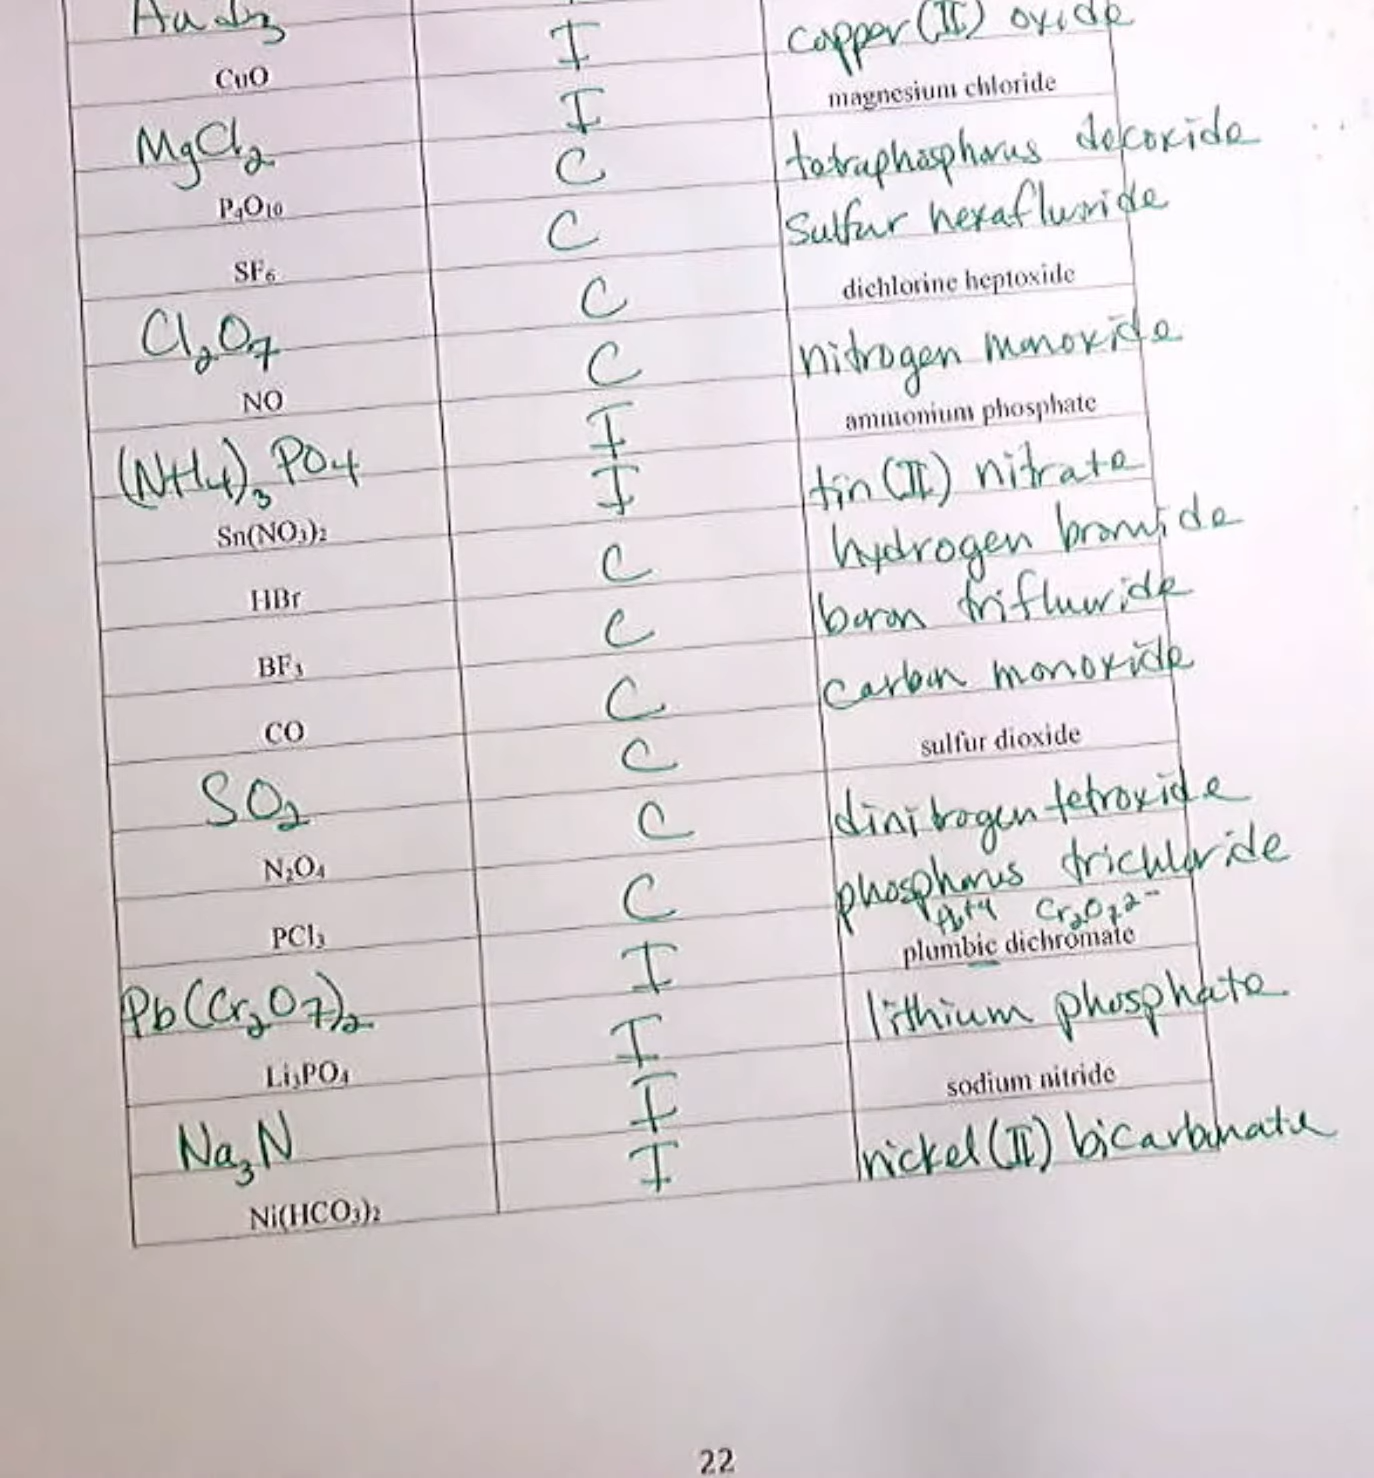 CuO I copper (II) oxide
MgCl₂ I magnesium chloride
P₄O₁₀ C tetraphosphorus decoxide
SF₆ C Sulfur hexafluoride
Cl₂O₇ C dichlorine heptoxide
NO C nitrogen monoxide
(NH₄)₃PO₄ I ammonium phosphate
Sn(NO₃)₂ I tin (II) nitrate
HBr C hydrogen bromide
BF₃ C boron trifluoride
CO C carbon monoxide
SO₂ C sulfur dioxide
N₂O₄ C dinitrogen tetroxide
PCl₃ C phosphorus trichloride
Pb⁺⁴ Cr₂O₇²⁻
Pb(Cr₂O₇)₂ I plumbic dichromate
Li₃PO₄ I lithium phosphate
Na₃N I sodium nitride
Ni(HCO₃)₂ I nickel (II) bicarbonate
22